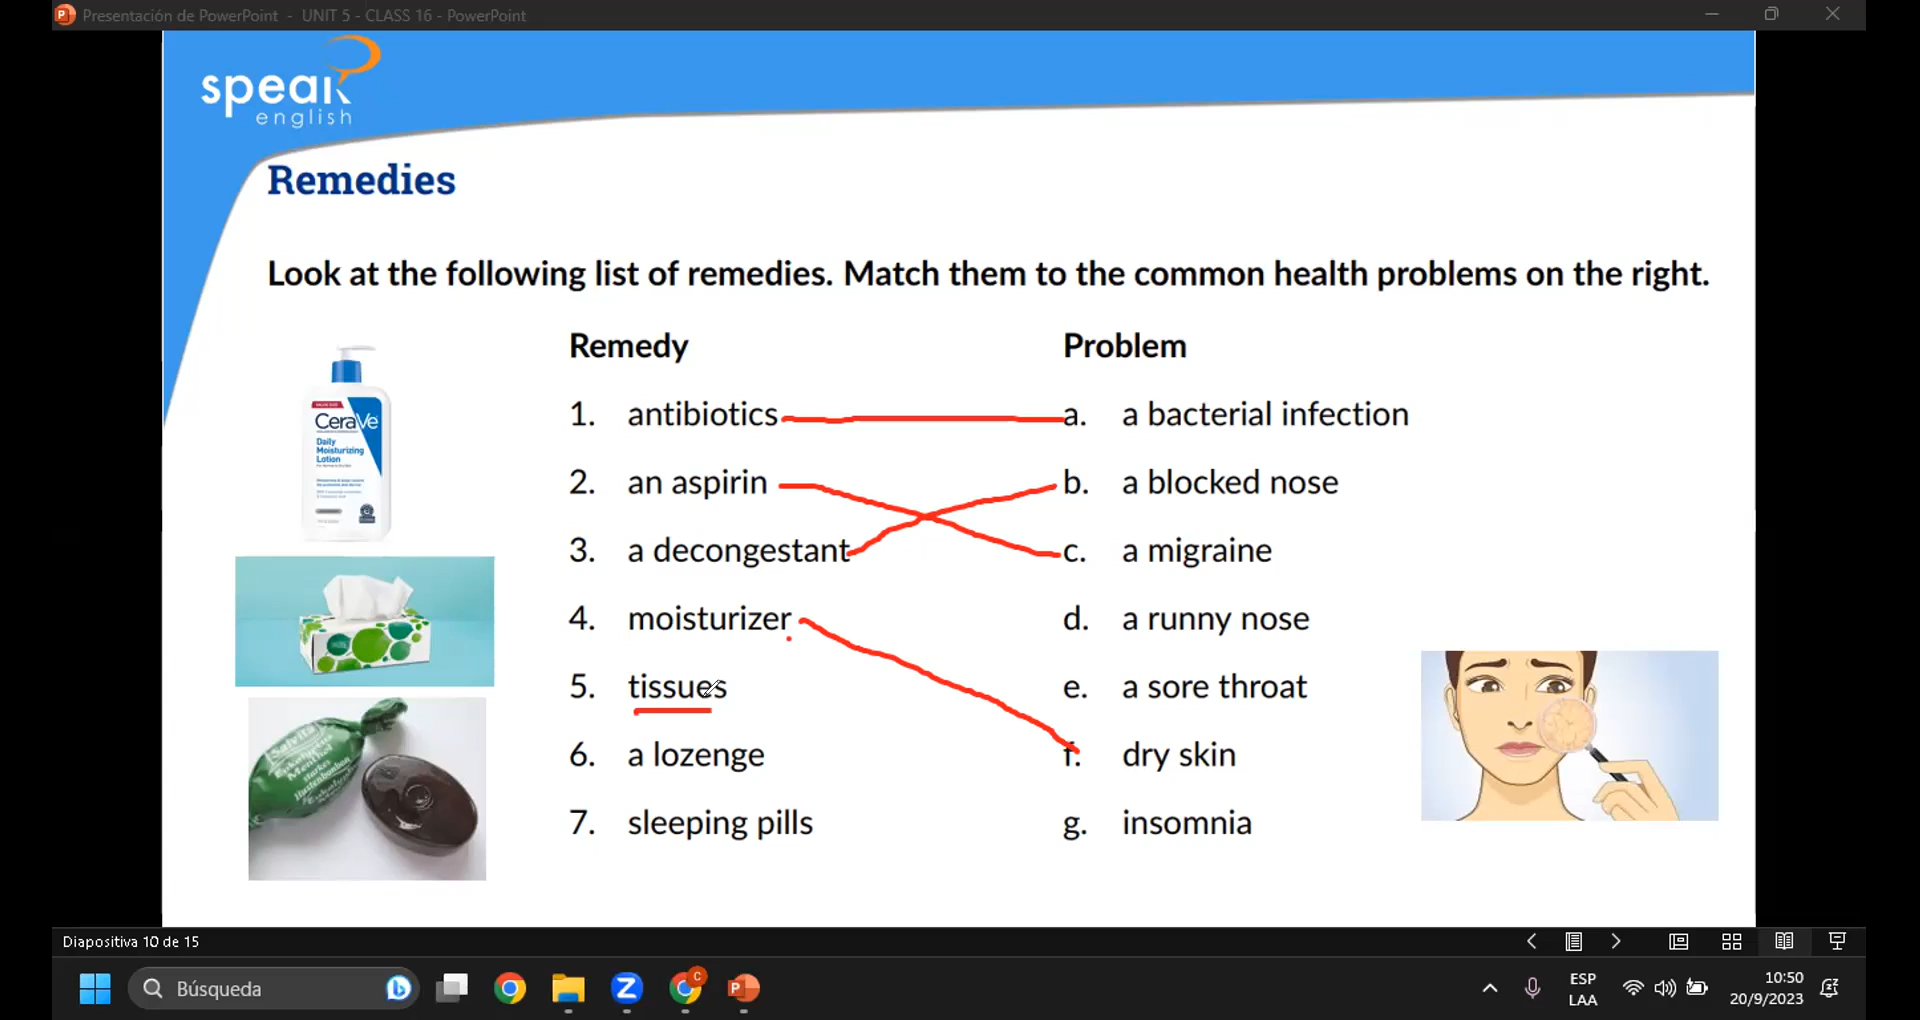 Presentación de PowerPoint - UNIT 5 - CLASS 16 - PowerPoint
speak
english
Remedies
Look at the following list of remedies. Match them to the common health problems on the right.
Remedy Problem
1. antibiotics a. a bacterial infection
2. an aspirin b. a blocked nose
3. a decongestant c. a migraine
4. moisturizer d. a runny nose
5. tissues e. a sore throat
6. a lozenge f. dry skin
7. sleeping pills g. insomnia
CeraVe
Daily
Moisturizing
Lotion
Diapositiva 10 de 15
Búsqueda
ESP
LAA
10:50
20/9/2023